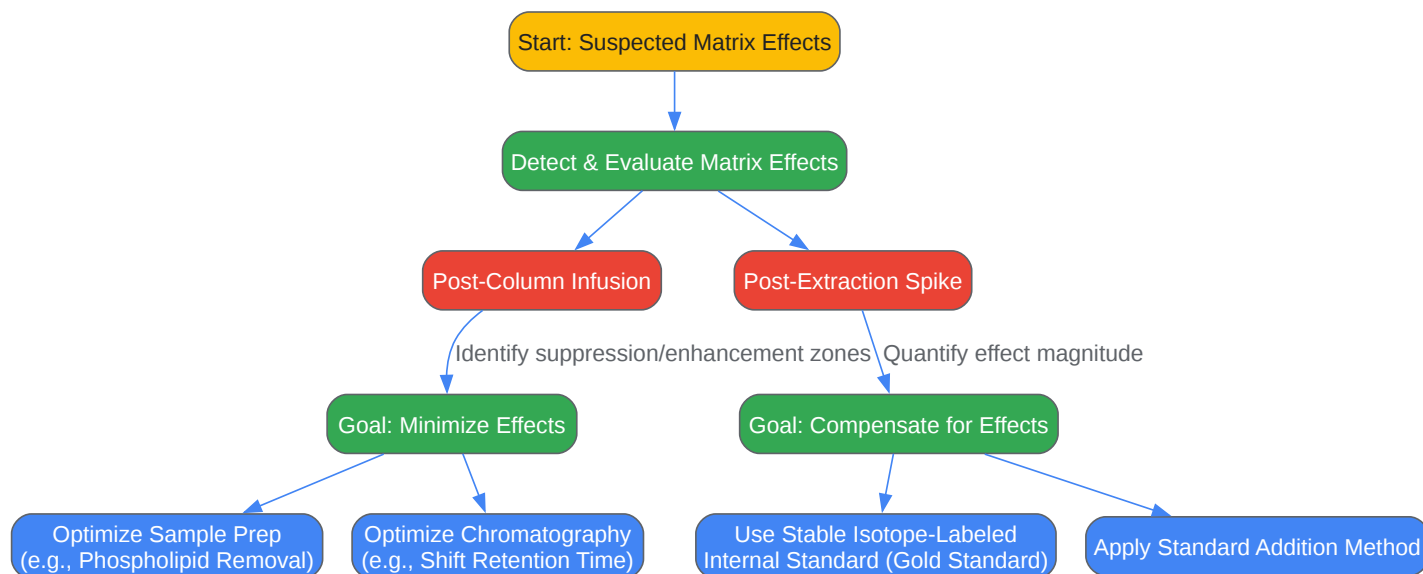 Start: Suspected Matrix Effects
Detect & Evaluate Matrix Effects
Post-Column Infusion
Post-Extraction Spike
Identify suppression/enhancement zones
Quantify effect magnitude
Goal: Minimize Effects
Goal: Compensate for Effects
Optimize Sample Prep
(e.g., Phospholipid Removal)
Optimize Chromatography
(e.g., Shift Retention Time)
Use Stable Isotope-Labeled
Internal Standard (Gold Standard)
Apply Standard Addition Method